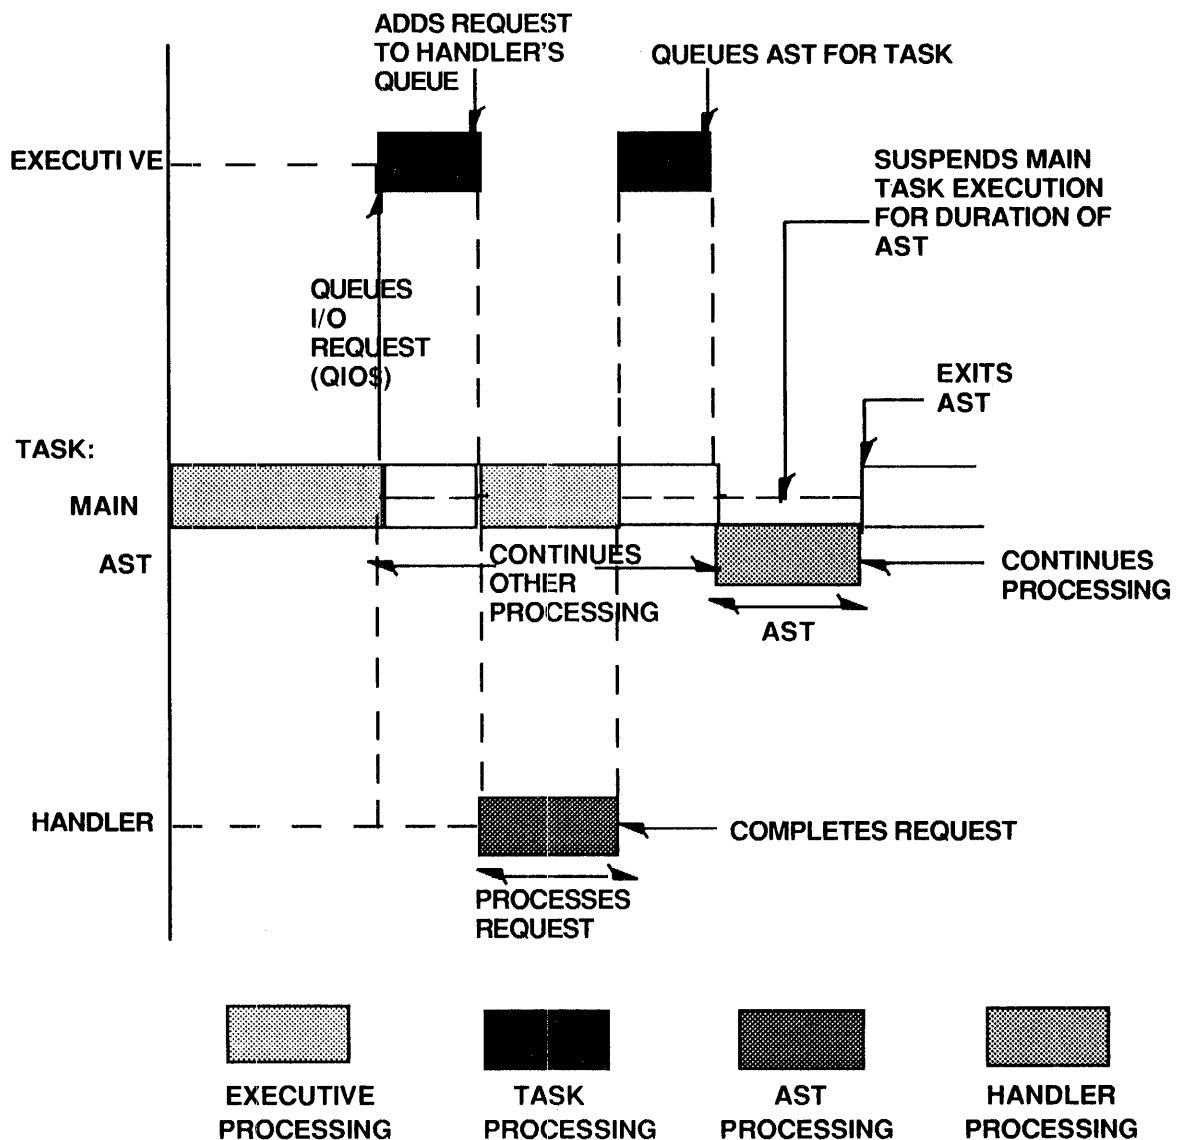 ADDS REQUEST
TO HANDLER'S
QUEUE
QUEUES AST FOR TASK
EXECUTIVE
SUSPENDS MAIN
TASK EXECUTION
FOR DURATION OF
AST
QUEUES
I/O
REQUEST
(QIO$)
EXITS
AST
TASK:
MAIN
AST
CONTINUES
OTHER
PROCESSING
CONTINUES
PROCESSING
AST
HANDLER
COMPLETES REQUEST
PROCESSES
REQUEST
EXECUTIVE
PROCESSING
TASK
PROCESSING
AST
PROCESSING
HANDLER
PROCESSING